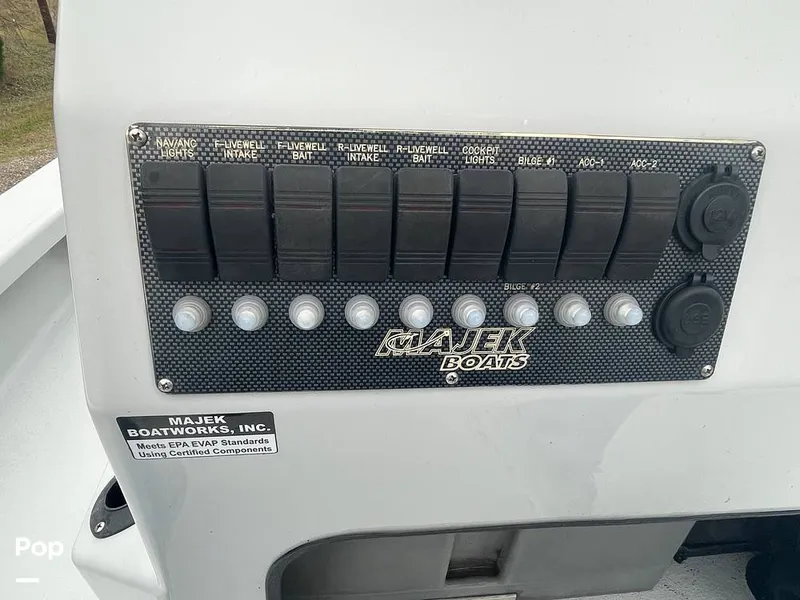 NAV/ANC LIGHTS
F-LIVEWELL INTAKE
F-LIVEWELL BAIT
R-LIVEWELL INTAKE
R-LIVEWELL BAIT
COCKPIT LIGHTS
BILGE #1
ACC-1
ACC-2
BILGE #2
MAJEK
BOATS
MAJEK
BOATWORKS, INC.
Meets EPA EVAP Standards
Using Certified Components
Pop